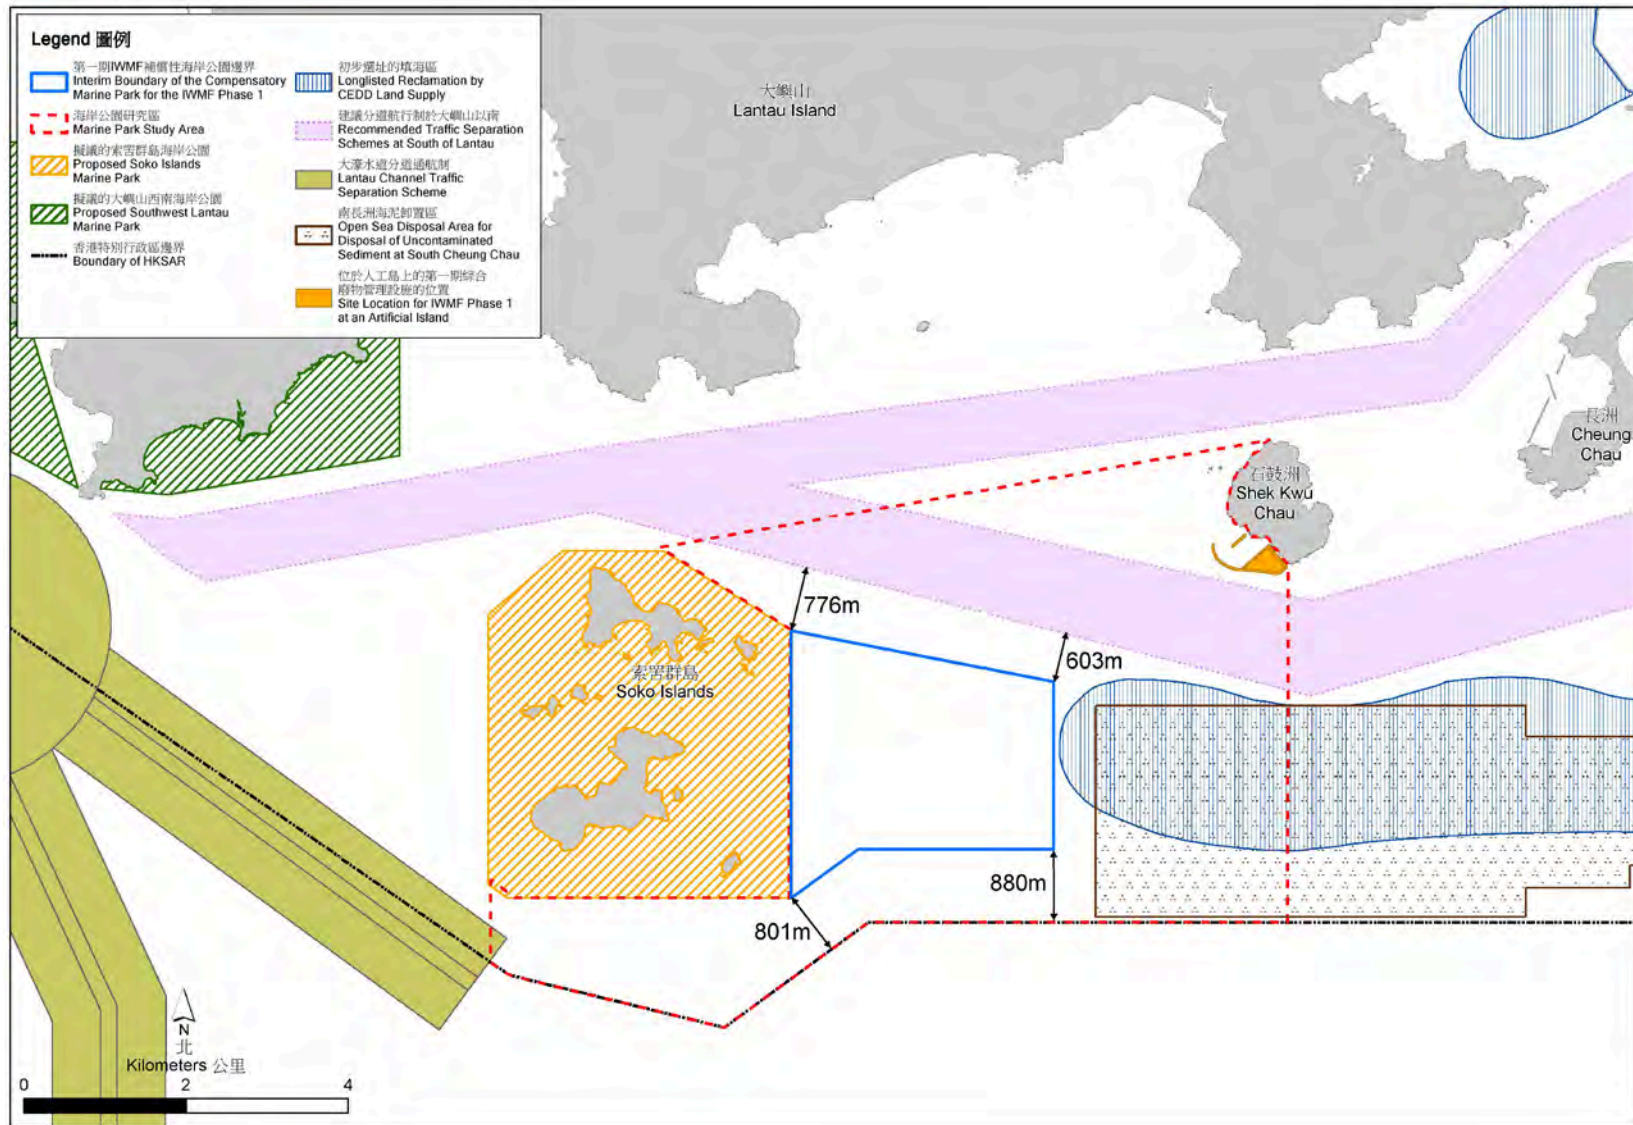 Legend 圖例
第一期IWMF補償性海岸公園邊界
Interim Boundary of the Compensatory
Marine Park for the IWMF Phase 1
海岸公園研究區
Marine Park Study Area
擬議的索罟群島海岸公園
Proposed Soko Islands
Marine Park
擬議的大嶼山西南海岸公園
Proposed Southwest Lantau
Marine Park
香港特別行政區邊界
Boundary of HKSAR
初步選址的填海區
Longlisted Reclamation by
CEDD Land Supply
建議分道航行制於大嶼山以南
Recommended Traffic Separation
Schemes at South of Lantau
大濠水道分道通航制
Lantau Channel Traffic
Separation Scheme
南長洲海泥卸置區
Open Sea Disposal Area for
Disposal of Uncontaminated
Sediment at South Cheung Chau
位於人工島上的第一期綜合
廢物管理設施的位置
Site Location for IWMF Phase 1
at an Artificial Island
大嶼山
Lantau Island
長洲
Cheung
Chau
石鼓洲
Shek Kwu
Chau
776m
603m
索罟群島
Soko Islands
880m
801m
N
北
Kilometers 公里
0 2 4